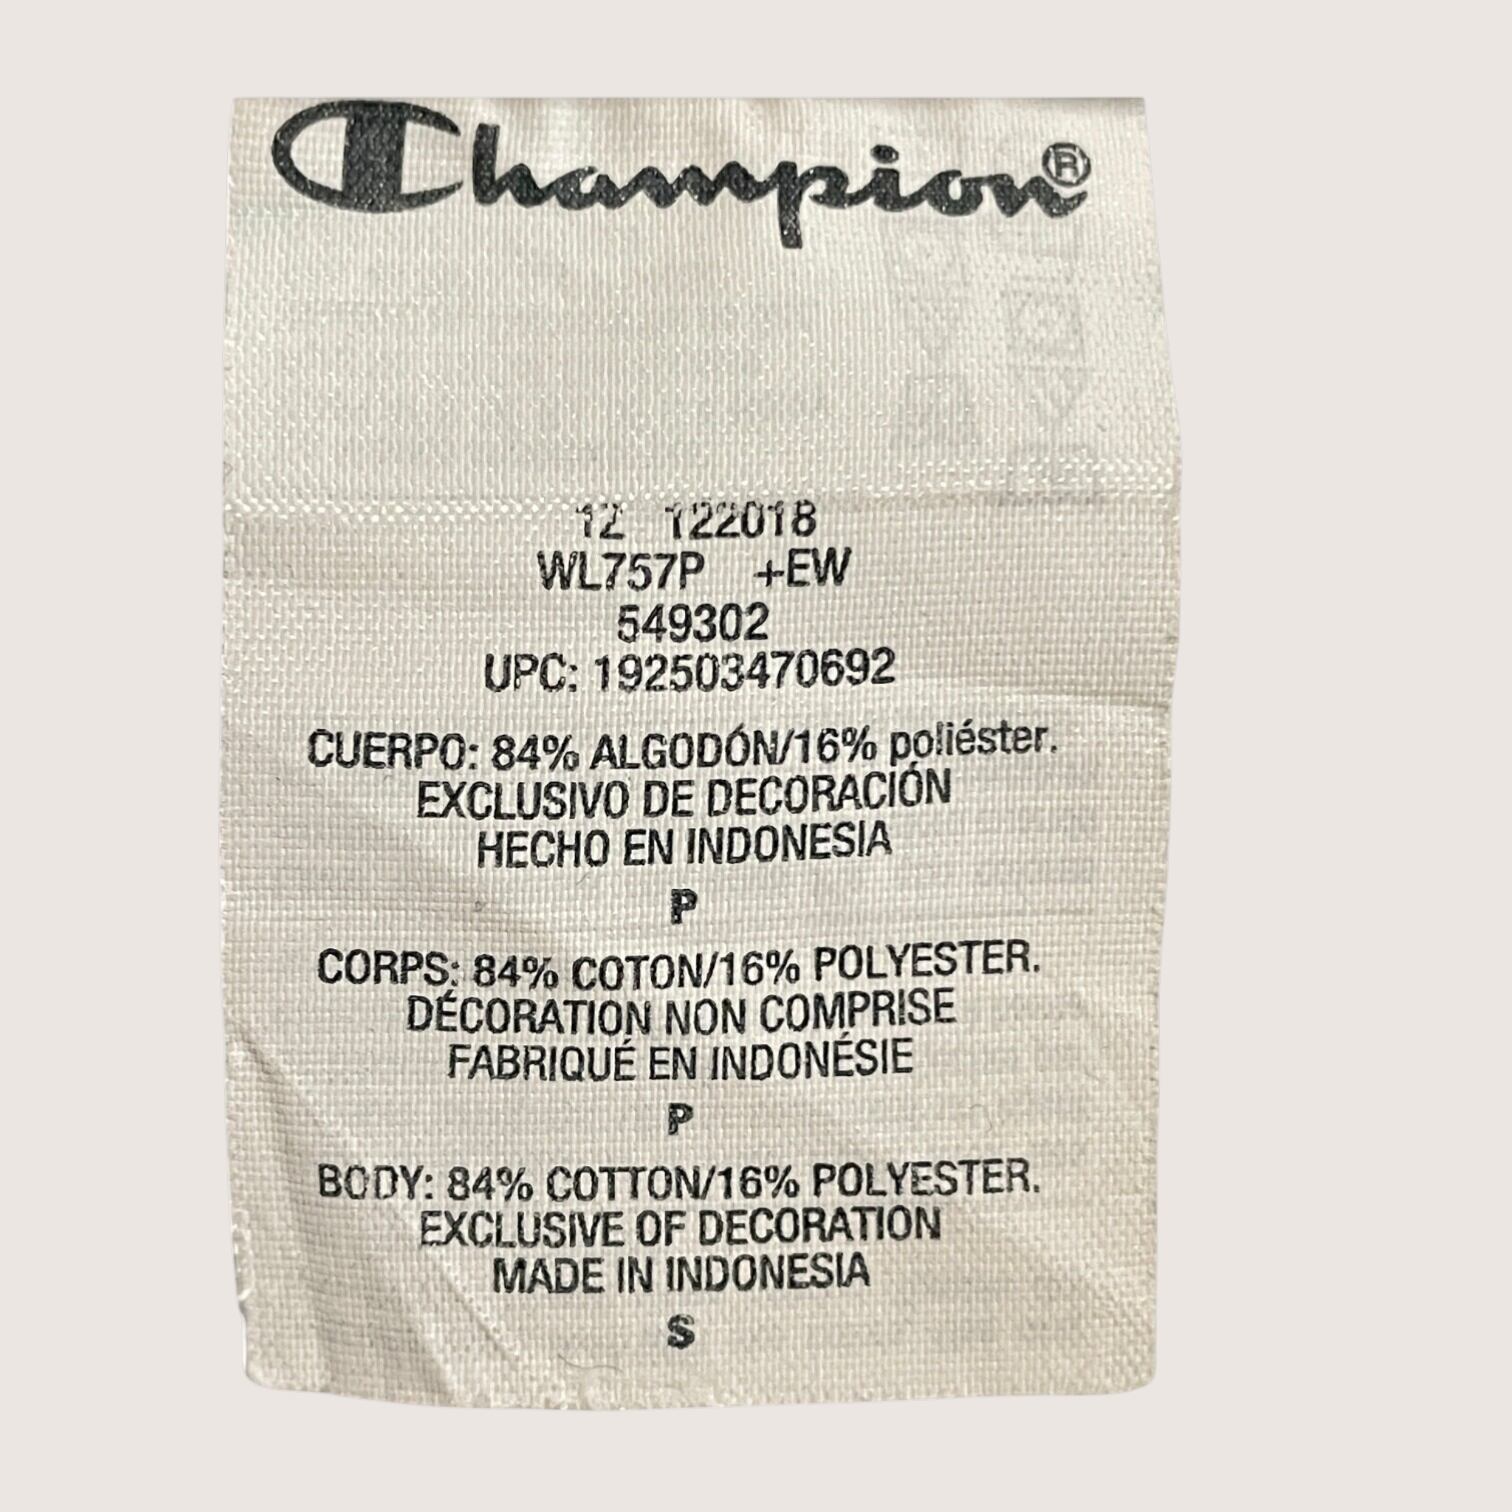 Champion®
12 122018
WL757P +EW
549302
UPC: 192503470692
CUERPO: 84% ALGODÓN/16% poliéster.
EXCLUSIVO DE DECORACIÓN
HECHO EN INDONESIA
P
CORPS: 84% COTON/16% POLYESTER.
DÉCORATION NON COMPRISE
FABRIQUÉ EN INDONÉSIE
P
BODY: 84% COTTON/16% POLYESTER.
EXCLUSIVE OF DECORATION
MADE IN INDONESIA
S